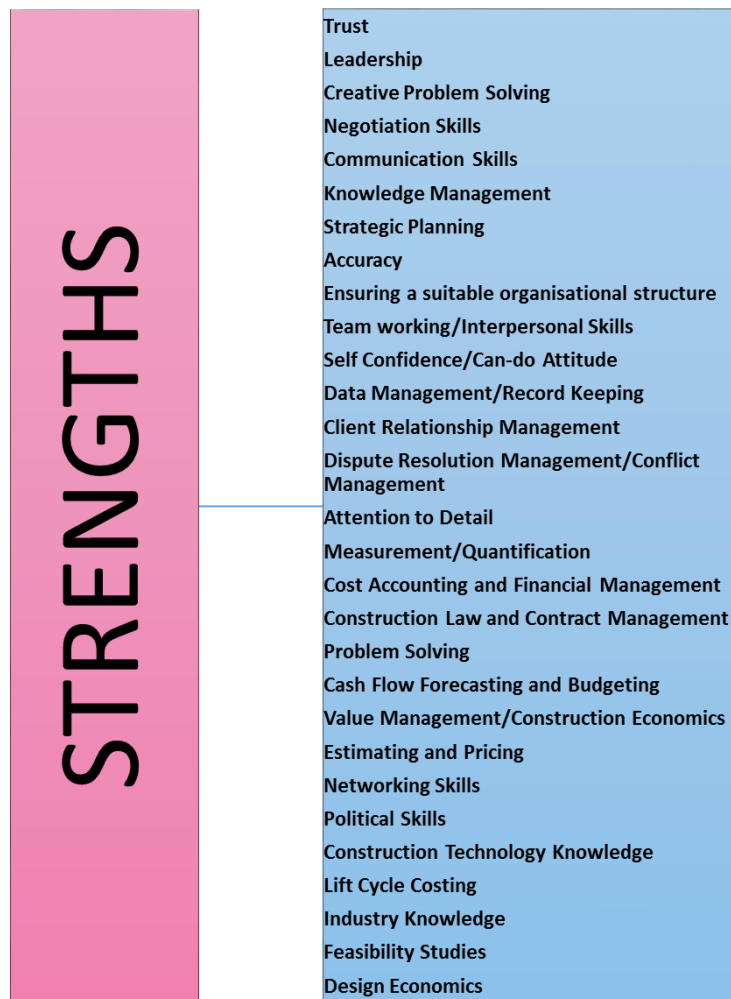 STRENGTHS
Trust
Leadership
Creative Problem Solving
Negotiation Skills
Communication Skills
Knowledge Management
Strategic Planning
Accuracy
Ensuring a suitable organisational structure
Team working/Interpersonal Skills
Self Confidence/Can-do Attitude
Data Management/Record Keeping
Client Relationship Management
Dispute Resolution Management/Conflict
Management
Attention to Detail
Measurement/Quantification
Cost Accounting and Financial Management
Construction Law and Contract Management
Problem Solving
Cash Flow Forecasting and Budgeting
Value Management/Construction Economics
Estimating and Pricing
Networking Skills
Political Skills
Construction Technology Knowledge
Lift Cycle Costing
Industry Knowledge
Feasibility Studies
Design Economics